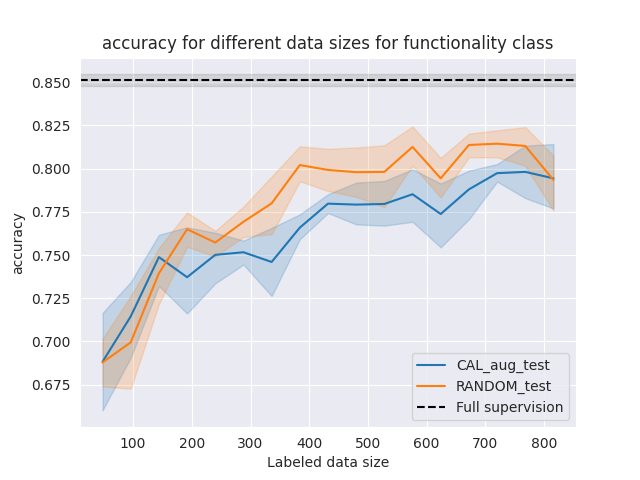 accuracy for different data sizes for functionality class
0.850
0.825
0.800
0.775
0.750
0.725
0.700
0.675
accuracy
CAL_aug_test
RANDOM_test
Full supervision
100 200 300 400 500 600 700 800
Labeled data size